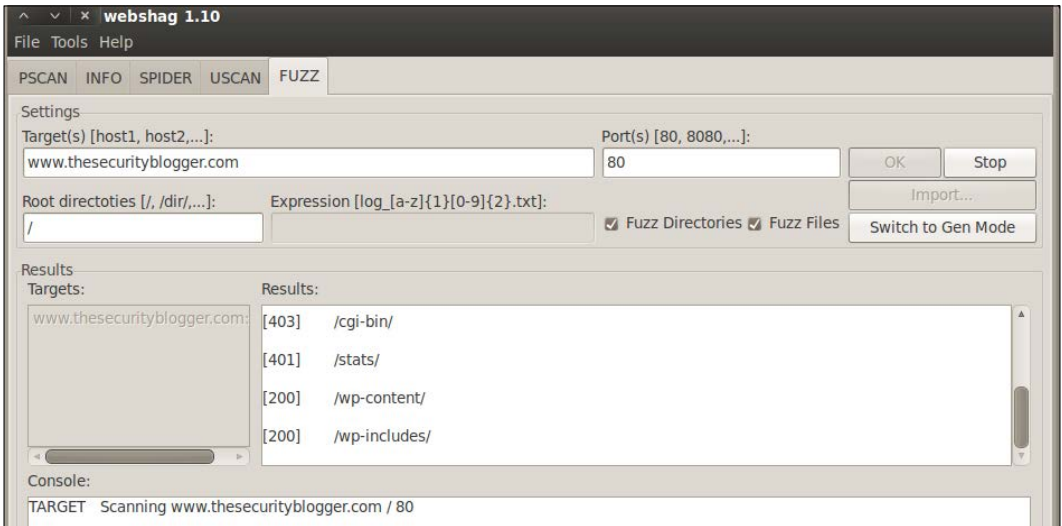 webshag 1.10
File Tools Help
PSCAN INFO SPIDER USCAN FUZZ
Settings
Target(s) [host1, host2,...]: Port(s) [80, 8080,...]:
www.thesecurityblogger.com 80 OK Stop
Import...
Root directoties [/, /dir/,...]: Expression [log_[a-z]{1}[0-9]{2}.txt]:
/ Fuzz Directories Fuzz Files Switch to Gen Mode
Results
Targets: Results:
www.thesecurityblogger.com: [403] /cgi-bin/
[401] /stats/
[200] /wp-content/
[200] /wp-includes/
Console:
TARGET Scanning www.thesecurityblogger.com / 80